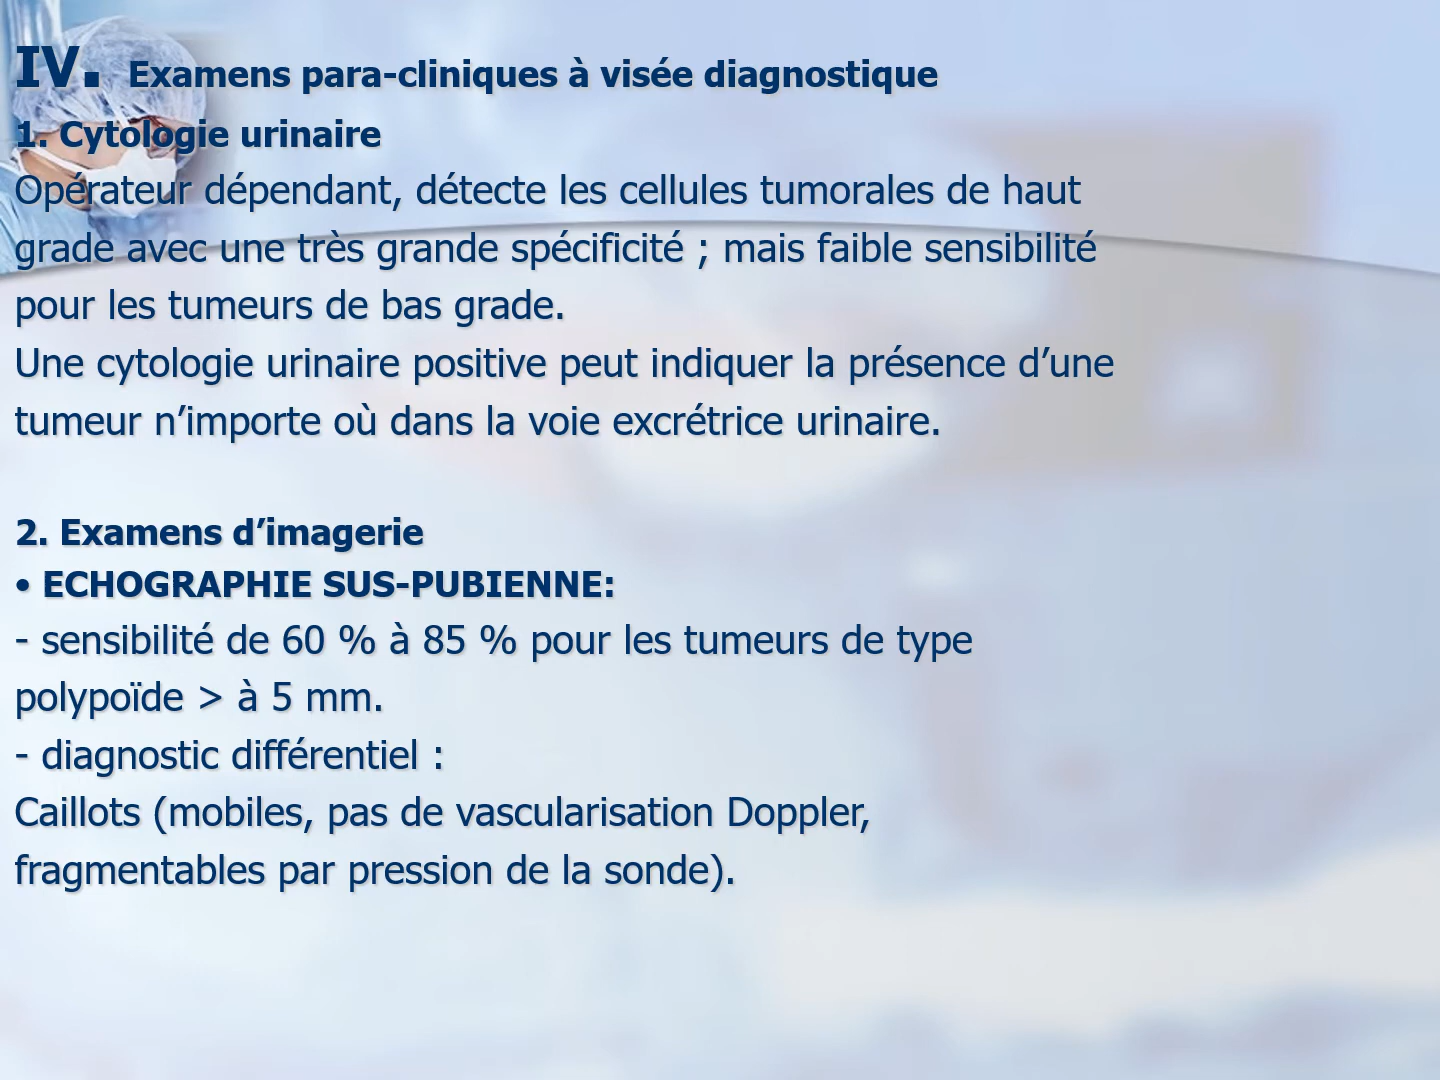 IV. Examens para-cliniques à visée diagnostique
1. Cytologie urinaire
Opérateur dépendant, détecte les cellules tumorales de haut
grade avec une très grande spécificité ; mais faible sensibilité
pour les tumeurs de bas grade.
Une cytologie urinaire positive peut indiquer la présence d’une
tumeur n’importe où dans la voie excrétrice urinaire.
2. Examens d’imagerie
• ECHOGRAPHIE SUS-PUBIENNE:
- sensibilité de 60 % à 85 % pour les tumeurs de type
polypoïde > à 5 mm.
- diagnostic différentiel :
Caillots (mobiles, pas de vascularisation Doppler,
fragmentables par pression de la sonde).